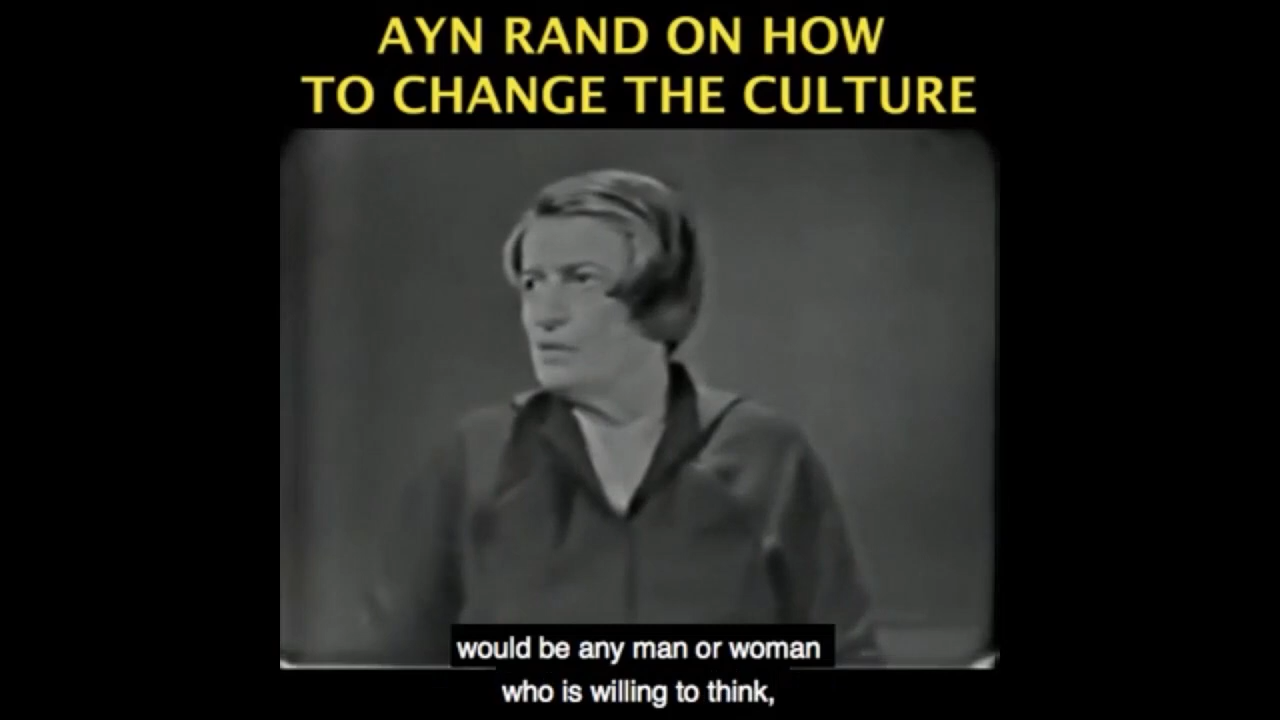 AYN RAND ON HOW
TO CHANGE THE CULTURE
would be any man or woman
who is willing to think,